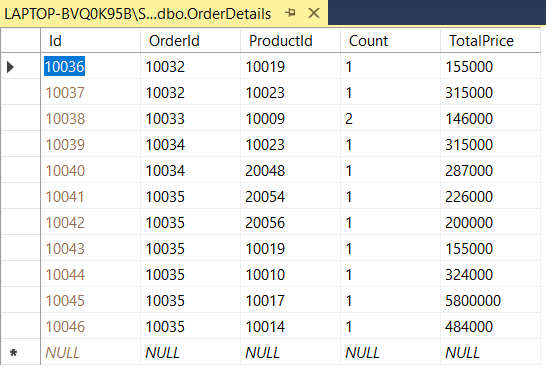 LAPTOP-BVQ0K95B\S...dbo.OrderDetails
Id OrderId ProductId Count TotalPrice
10036 10032 10019 1 155000
10037 10032 10023 1 315000
10038 10033 10009 2 146000
10039 10034 10023 1 315000
10040 10034 20048 1 287000
10041 10035 20054 1 226000
10042 10035 20056 1 200000
10043 10035 10019 1 155000
10044 10035 10010 1 324000
10045 10035 10017 1 5800000
10046 10035 10014 1 484000
NULL NULL NULL NULL NULL